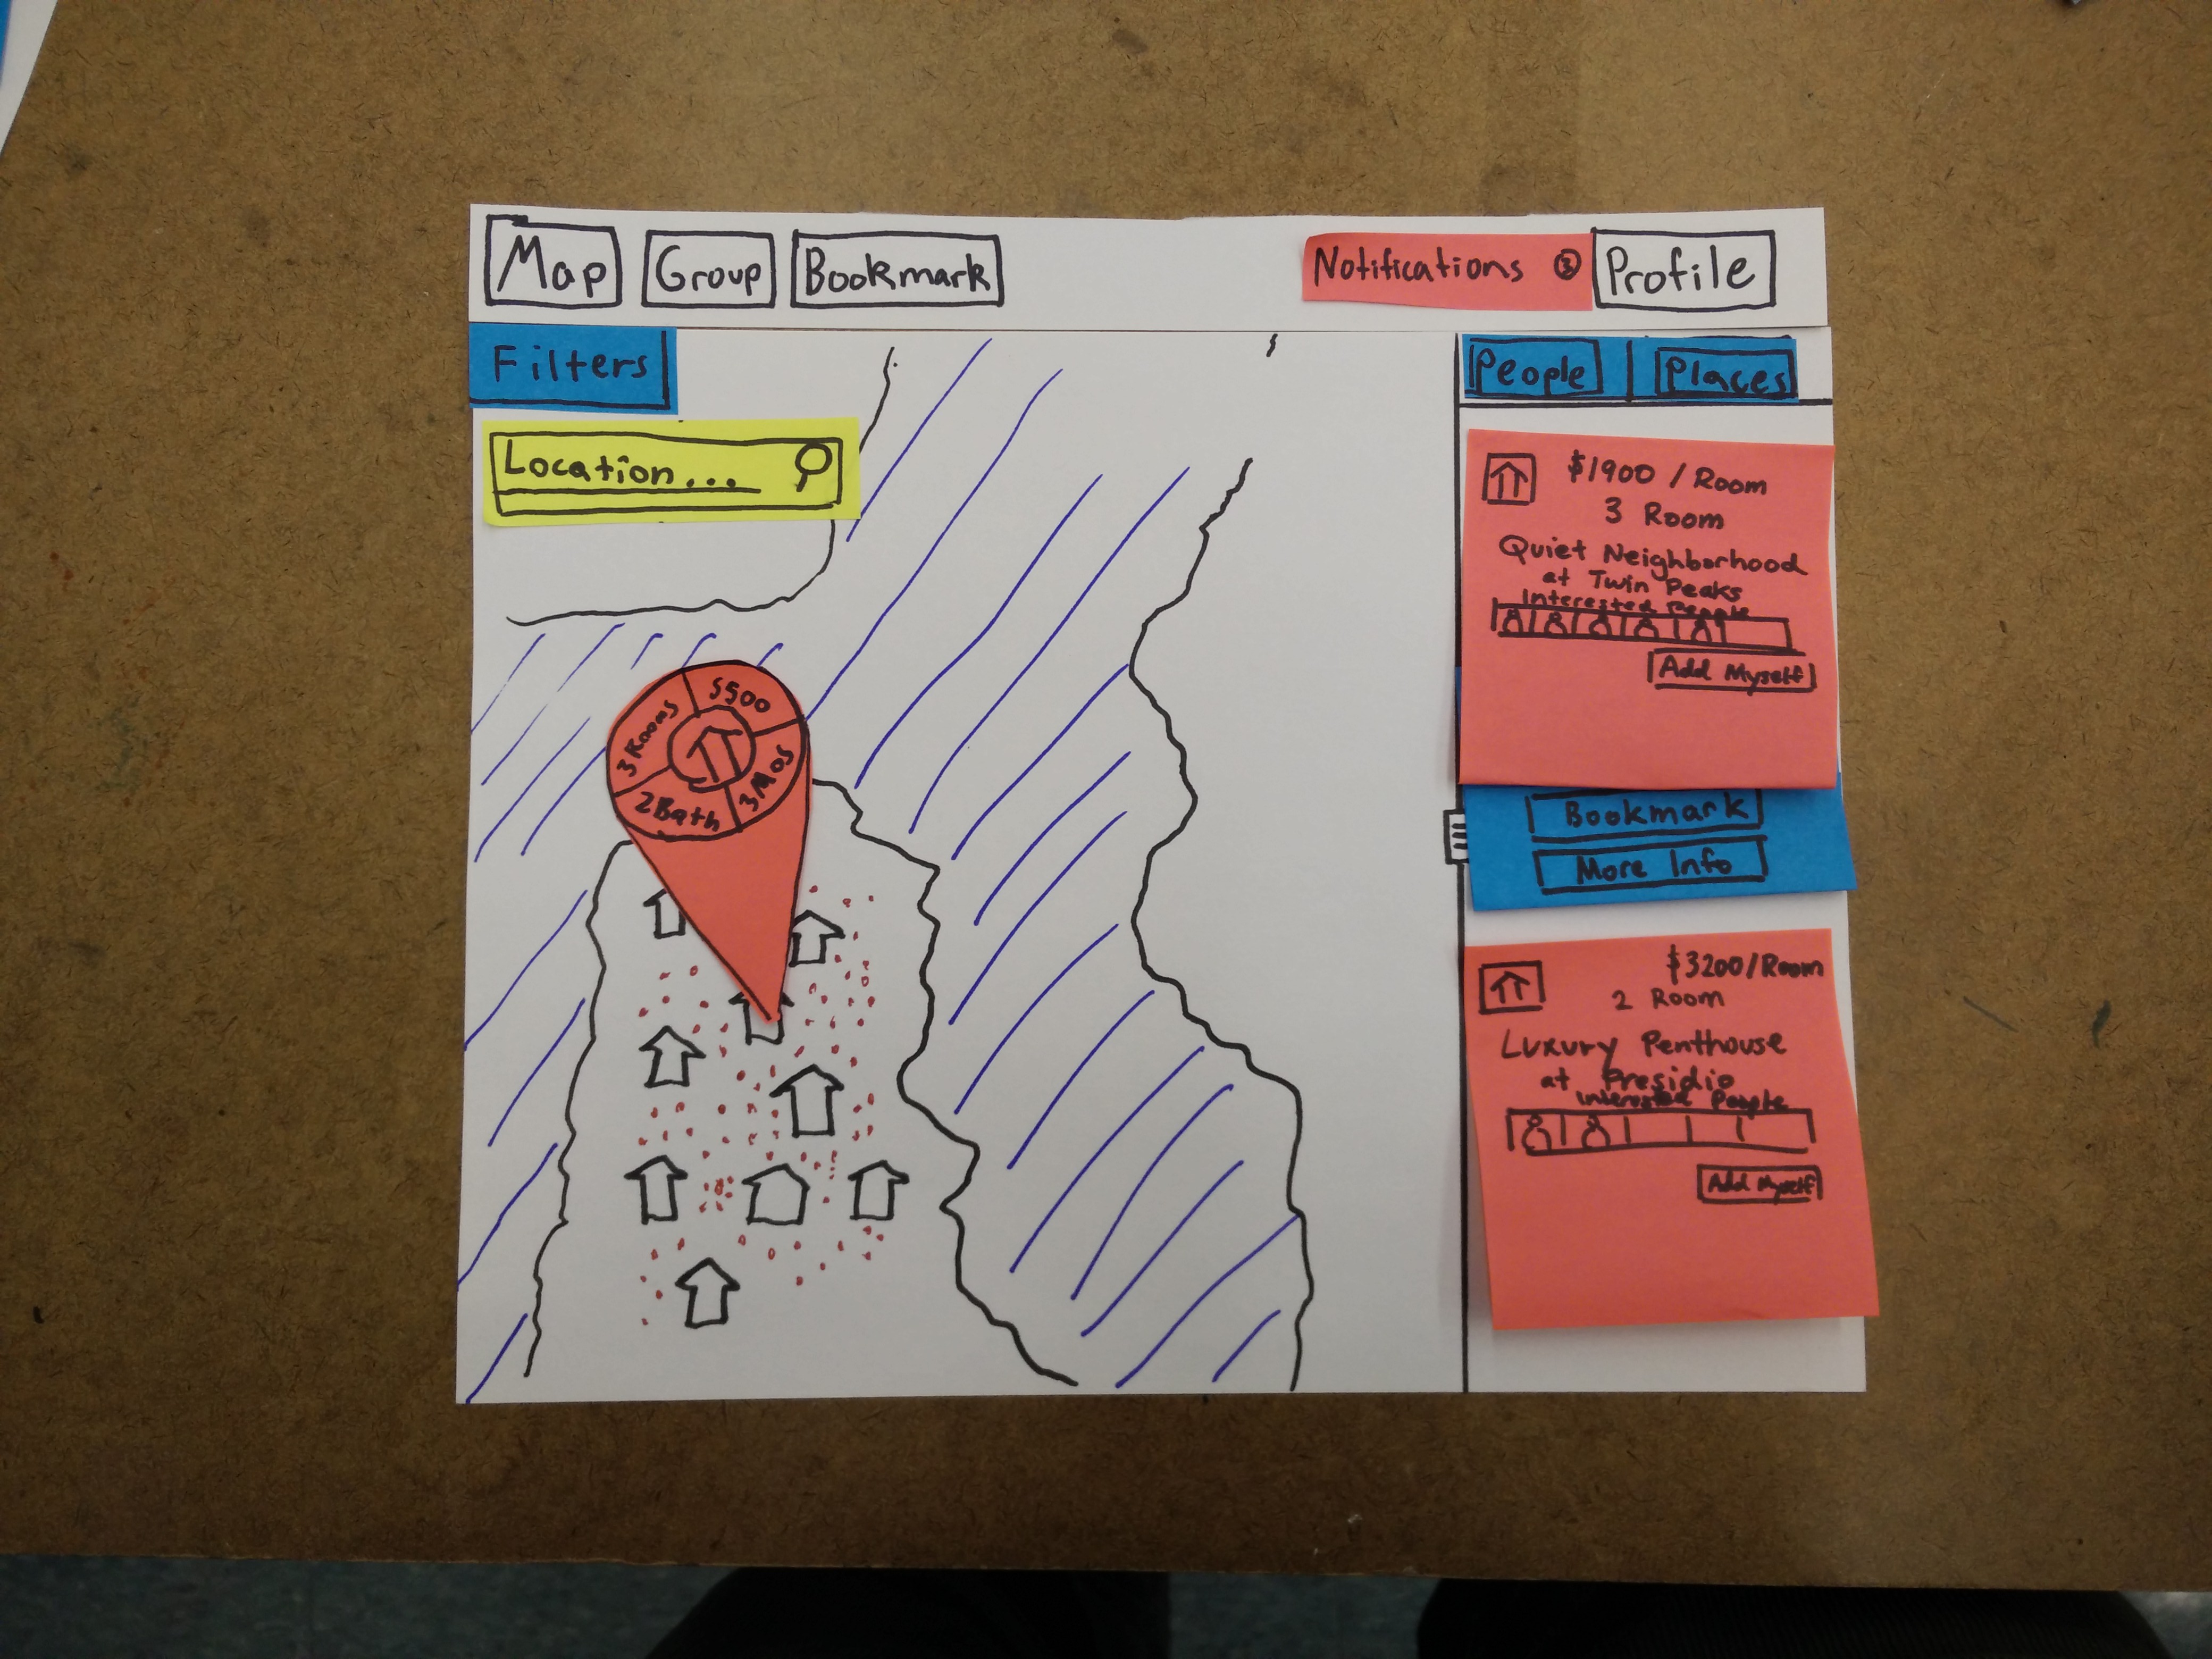 Map Group Bookmark Notifications 3 Profile
Filters
Location...
People Places
$1900 / Room
3 Room
Quiet Neighborhood
at Twin Peaks
Interested People
Add Myself
Bookmark
More Info
$3200/Room
2 Room
Luxury Penthouse
at Presidio
Interested People
Add Myself
$500
3 Rooms
3 Mos
2 Bath